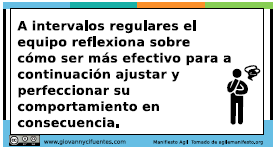 A intervalos regulares el
equipo reflexiona sobre
cómo ser más efectivo para a
continuación ajustar y
perfeccionar su
comportamiento en
consecuencia.
www.giovannycifuentes.com
Manifesto Agil Tomado de agilemanifesto.org